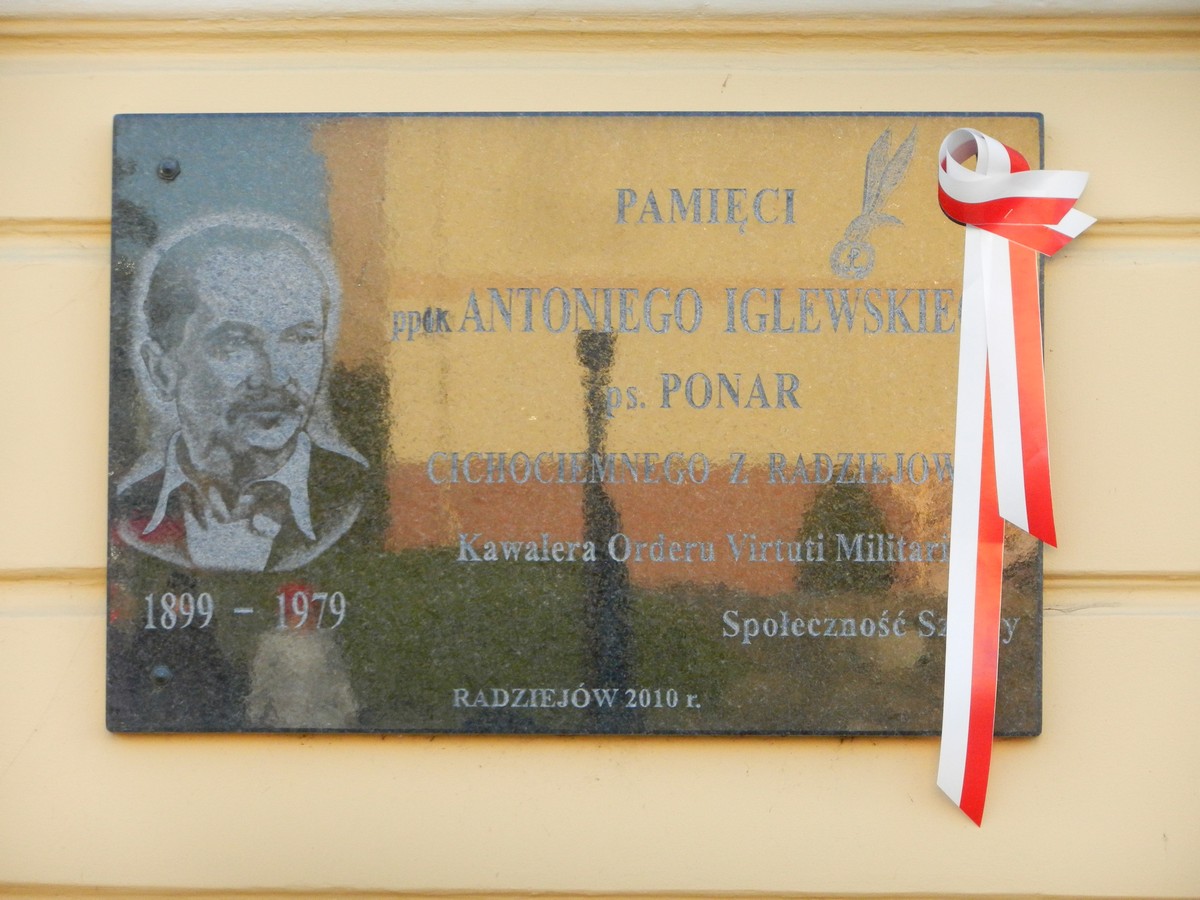 PAMIĘCI
ppłk ANTONIEGO IGLEWSKIEG
ps. PONAR
CICHOCIEMNEGO Z RADZIEJOW
Kawalera Orderu Virtuti Militari
1899 - 1979
Społeczność
RADZIEJÓW 2010 r.